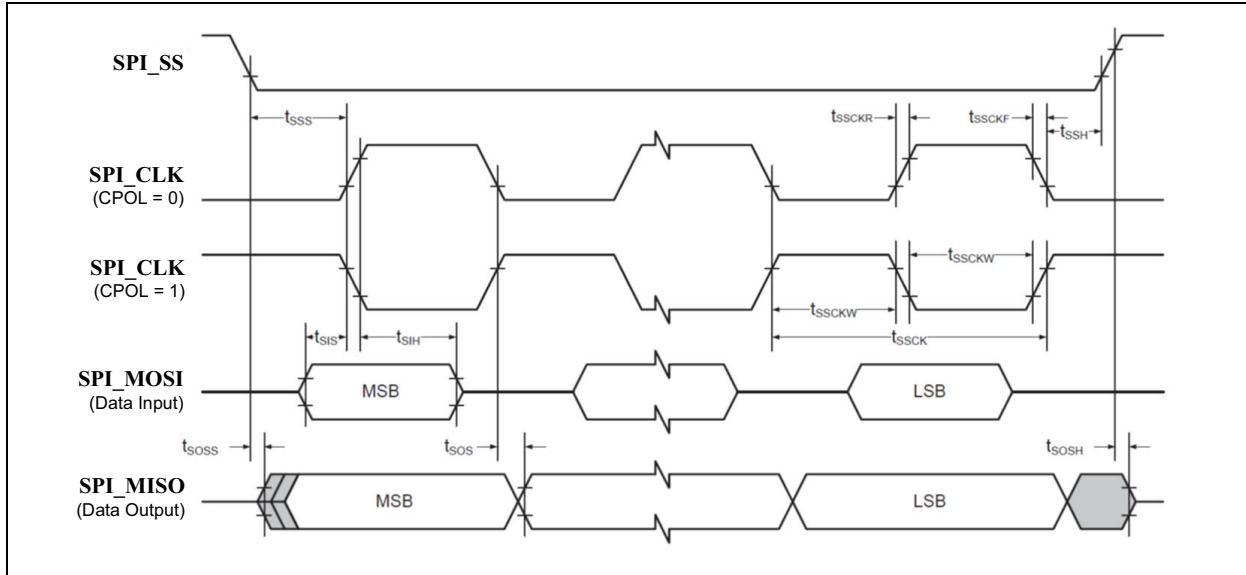 SPI_SS
tSSS
tSSCKR
tSSCKF
tSSH
SPI_CLK
(CPOL = 0)
SPI_CLK
(CPOL = 1)
tSSCKW
tSSCKW
tSSCK
tSIS
tSIH
SPI_MOSI
(Data Input)
MSB
LSB
tSOSS
tSOS
tSOSH
SPI_MISO
(Data Output)
MSB
LSB